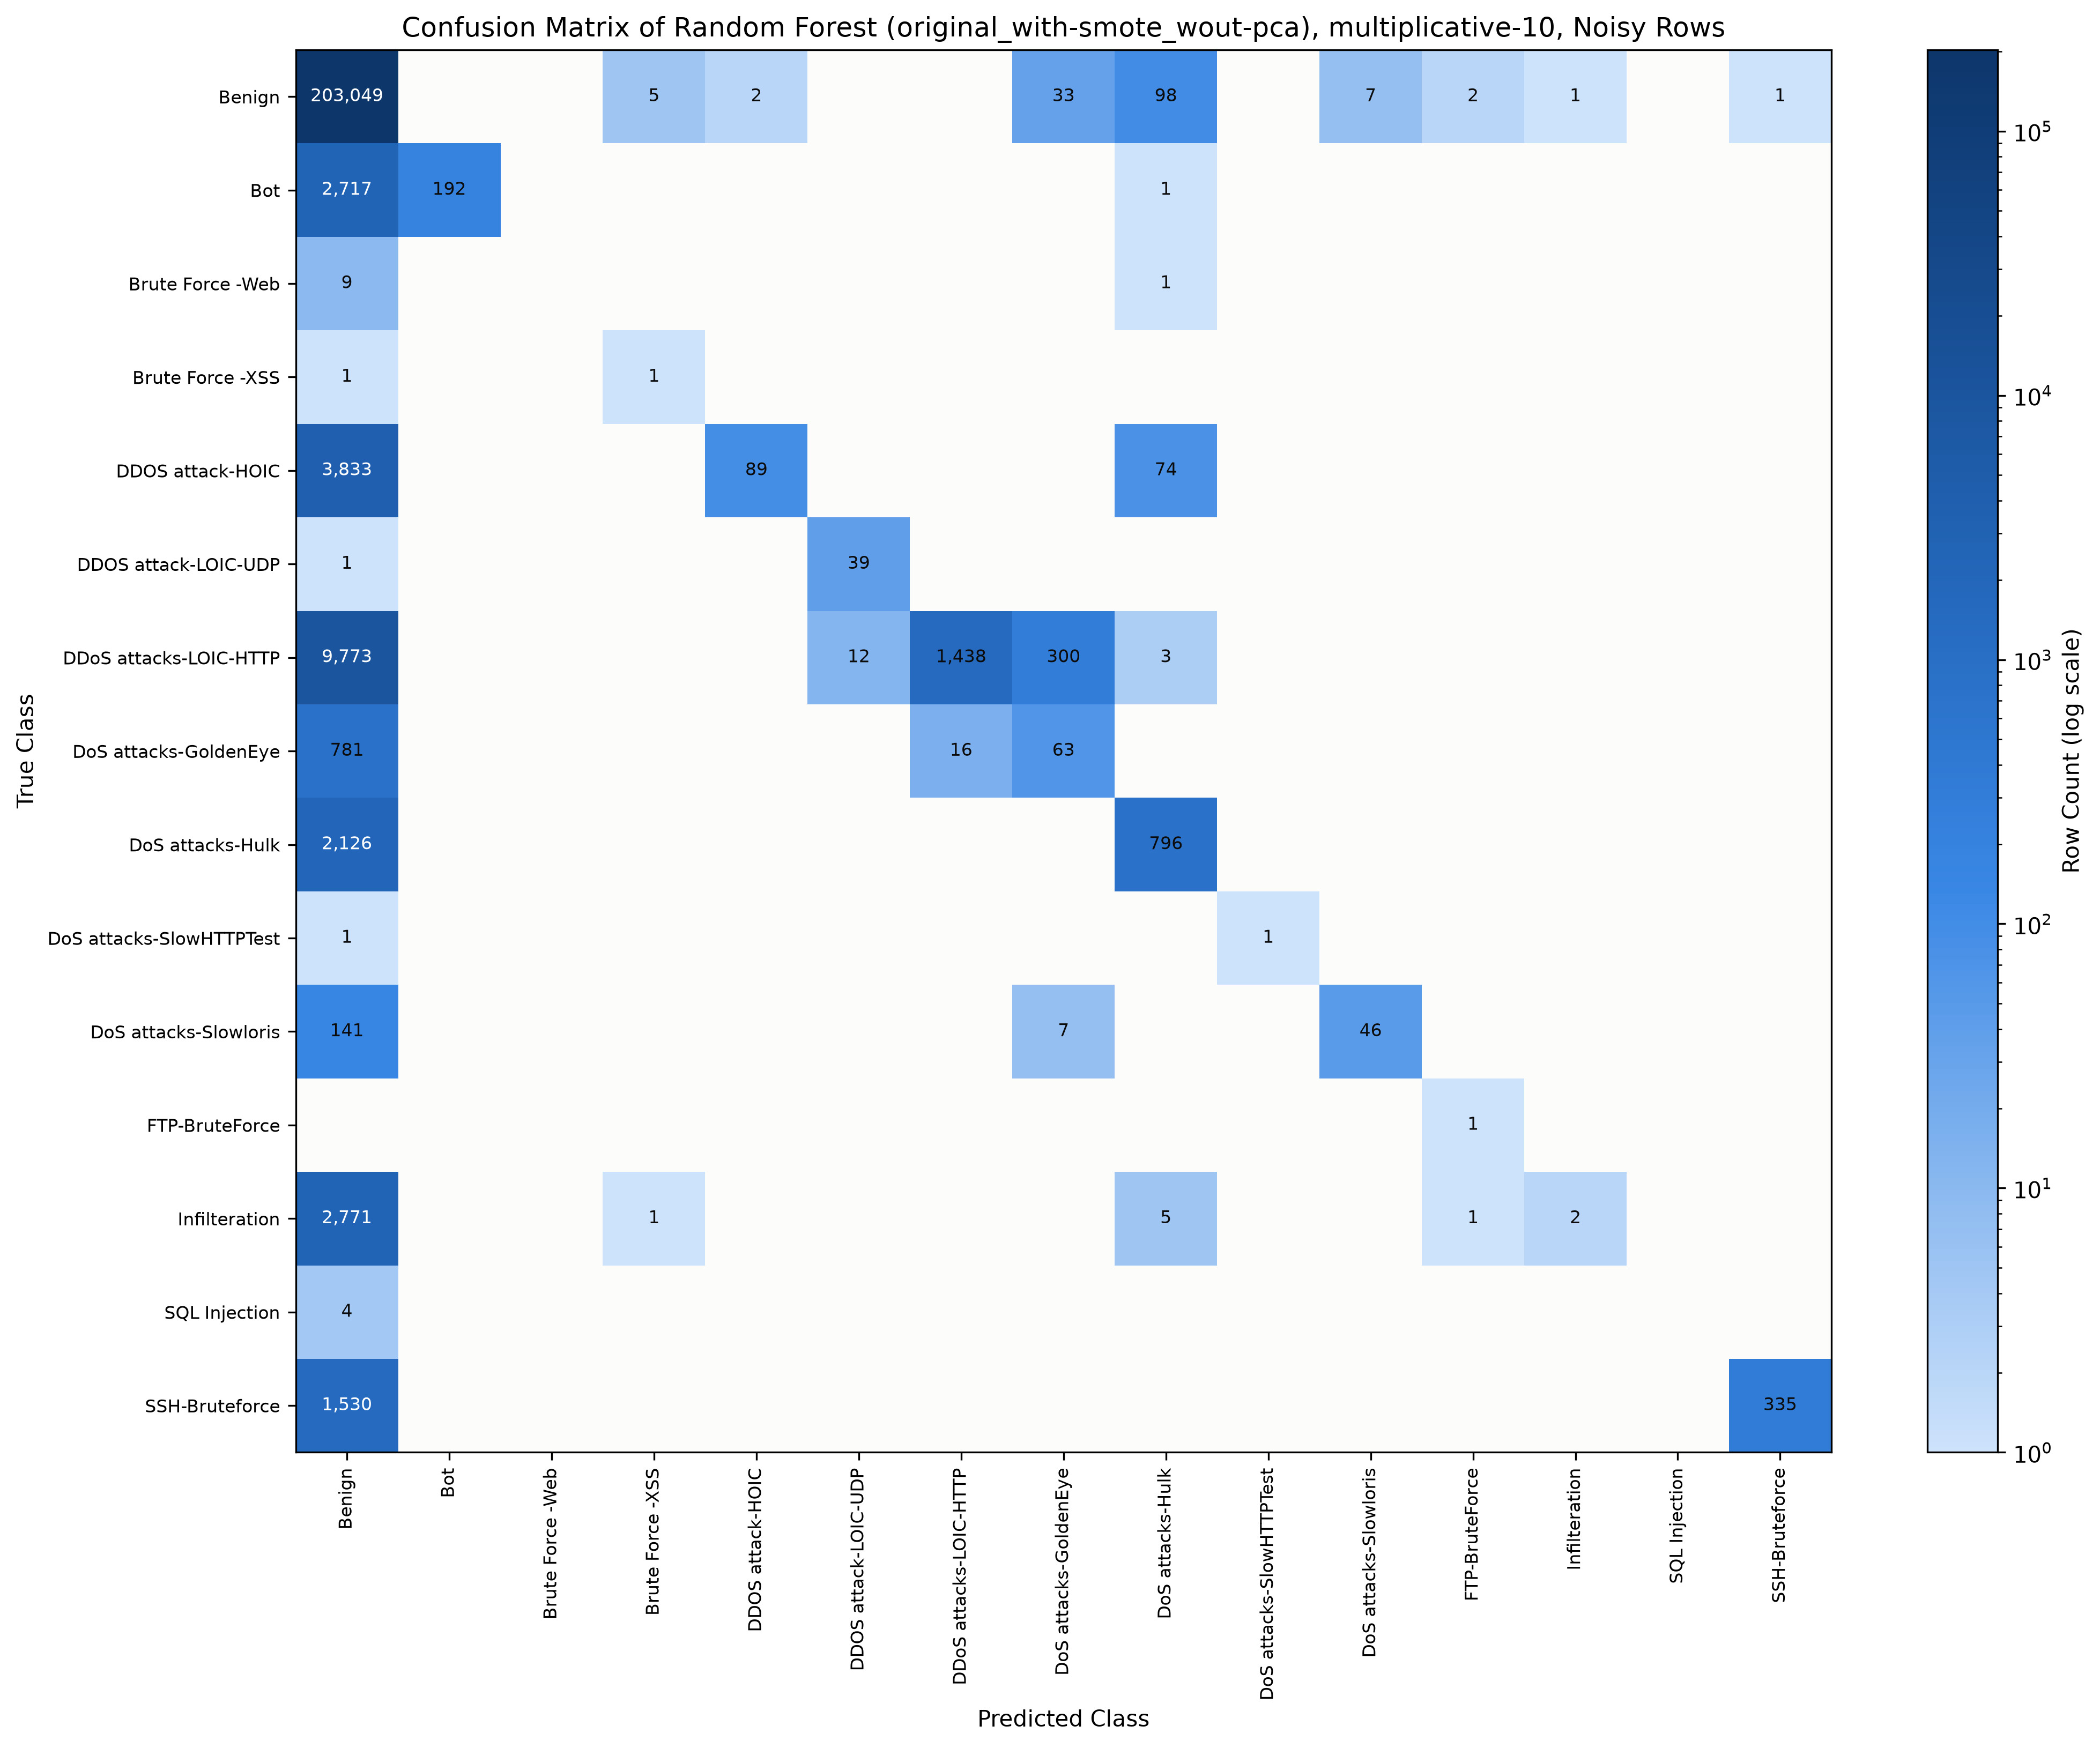 Confusion Matrix of Random Forest (original_with-smote_wout-pca), multiplicative-10, Noisy Rows
True Class
Benign 203,049 5 2 33 98 7 2 1 1
Bot 2,717 192 1
Brute Force -Web 9 1
Brute Force -XSS 1 1
DDOS attack-HOIC 3,833 89 74
DDOS attack-LOIC-UDP 1 39
DDoS attacks-LOIC-HTTP 9,773 12 1,438 300 3
DoS attacks-GoldenEye 781 16 63
DoS attacks-Hulk 2,126 796
DoS attacks-SlowHTTPTest 1 1
DoS attacks-Slowloris 141 7 46
FTP-BruteForce 1
Infilteration 2,771 1 5 1 2
SQL Injection 4
SSH-Bruteforce 1,530 335
Benign
Bot
Brute Force -Web
Brute Force -XSS
DDOS attack-HOIC
DDOS attack-LOIC-UDP
DDoS attacks-LOIC-HTTP
DoS attacks-GoldenEye
DoS attacks-Hulk
DoS attacks-SlowHTTPTest
DoS attacks-Slowloris
FTP-BruteForce
Infilteration
SQL Injection
SSH-Bruteforce
Predicted Class
10⁵
10⁴
10³
10²
10¹
10⁰
Row Count (log scale)